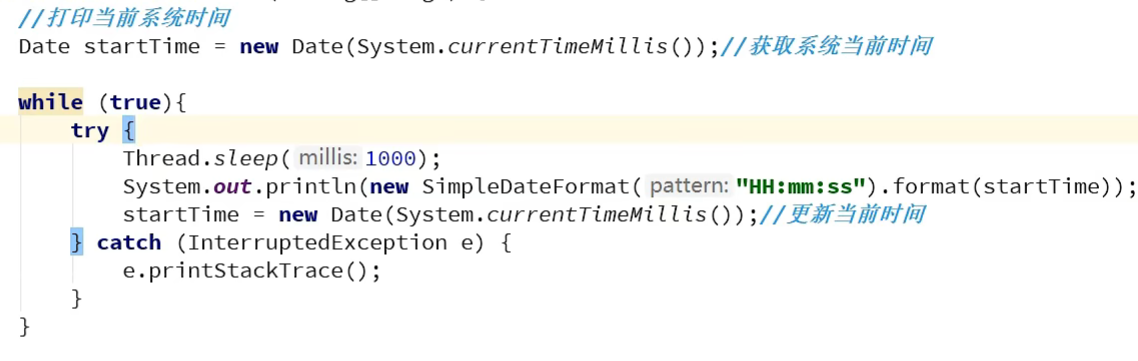 //打印当前系统时间
Date startTime = new Date(System.currentTimeMillis());//获取系统当前时间
while (true){
try {
Thread.sleep( millis: 1000);
System.out.println(new SimpleDateFormat( pattern: "HH:mm:ss").format(startTime));
startTime = new Date(System.currentTimeMillis());//更新当前时间
} catch (InterruptedException e) {
e.printStackTrace();
}
}